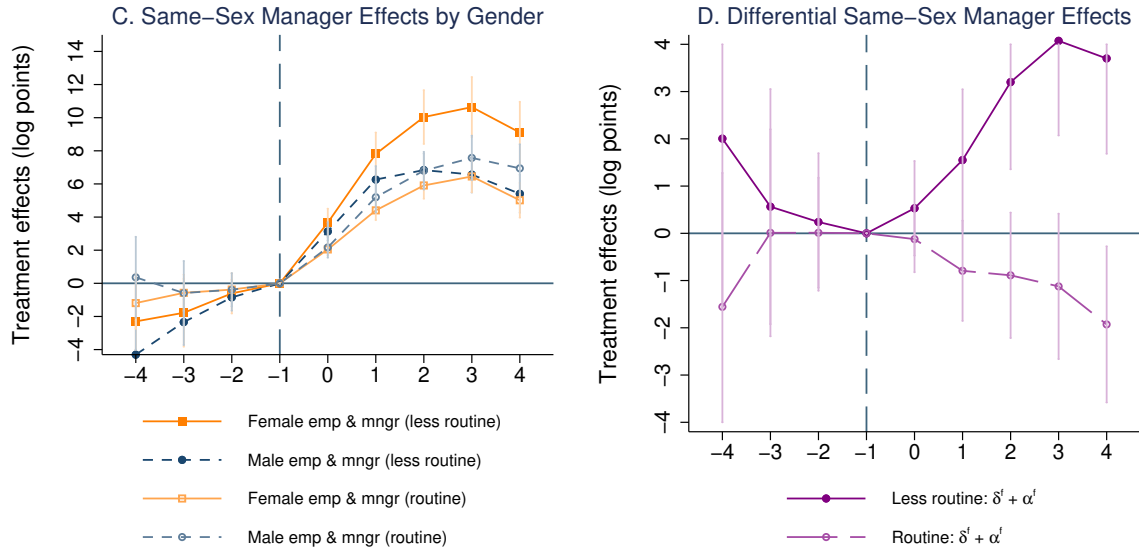 C. Same−Sex Manager Effects by Gender
Treatment effects (log points)
14
12
10
8
6
4
2
0
−2
−4
−4 −3 −2 −1 0 1 2 3 4
Female emp & mngr (less routine)
Male emp & mngr (less routine)
Female emp & mngr (routine)
Male emp & mngr (routine)
D. Differential Same−Sex Manager Effects
Treatment effects (log points)
4
3
2
1
0
−1
−2
−3
−4
−4 −3 −2 −1 0 1 2 3 4
Less routine: δᶠ + αᶠ
Routine: δᶠ + αᶠ